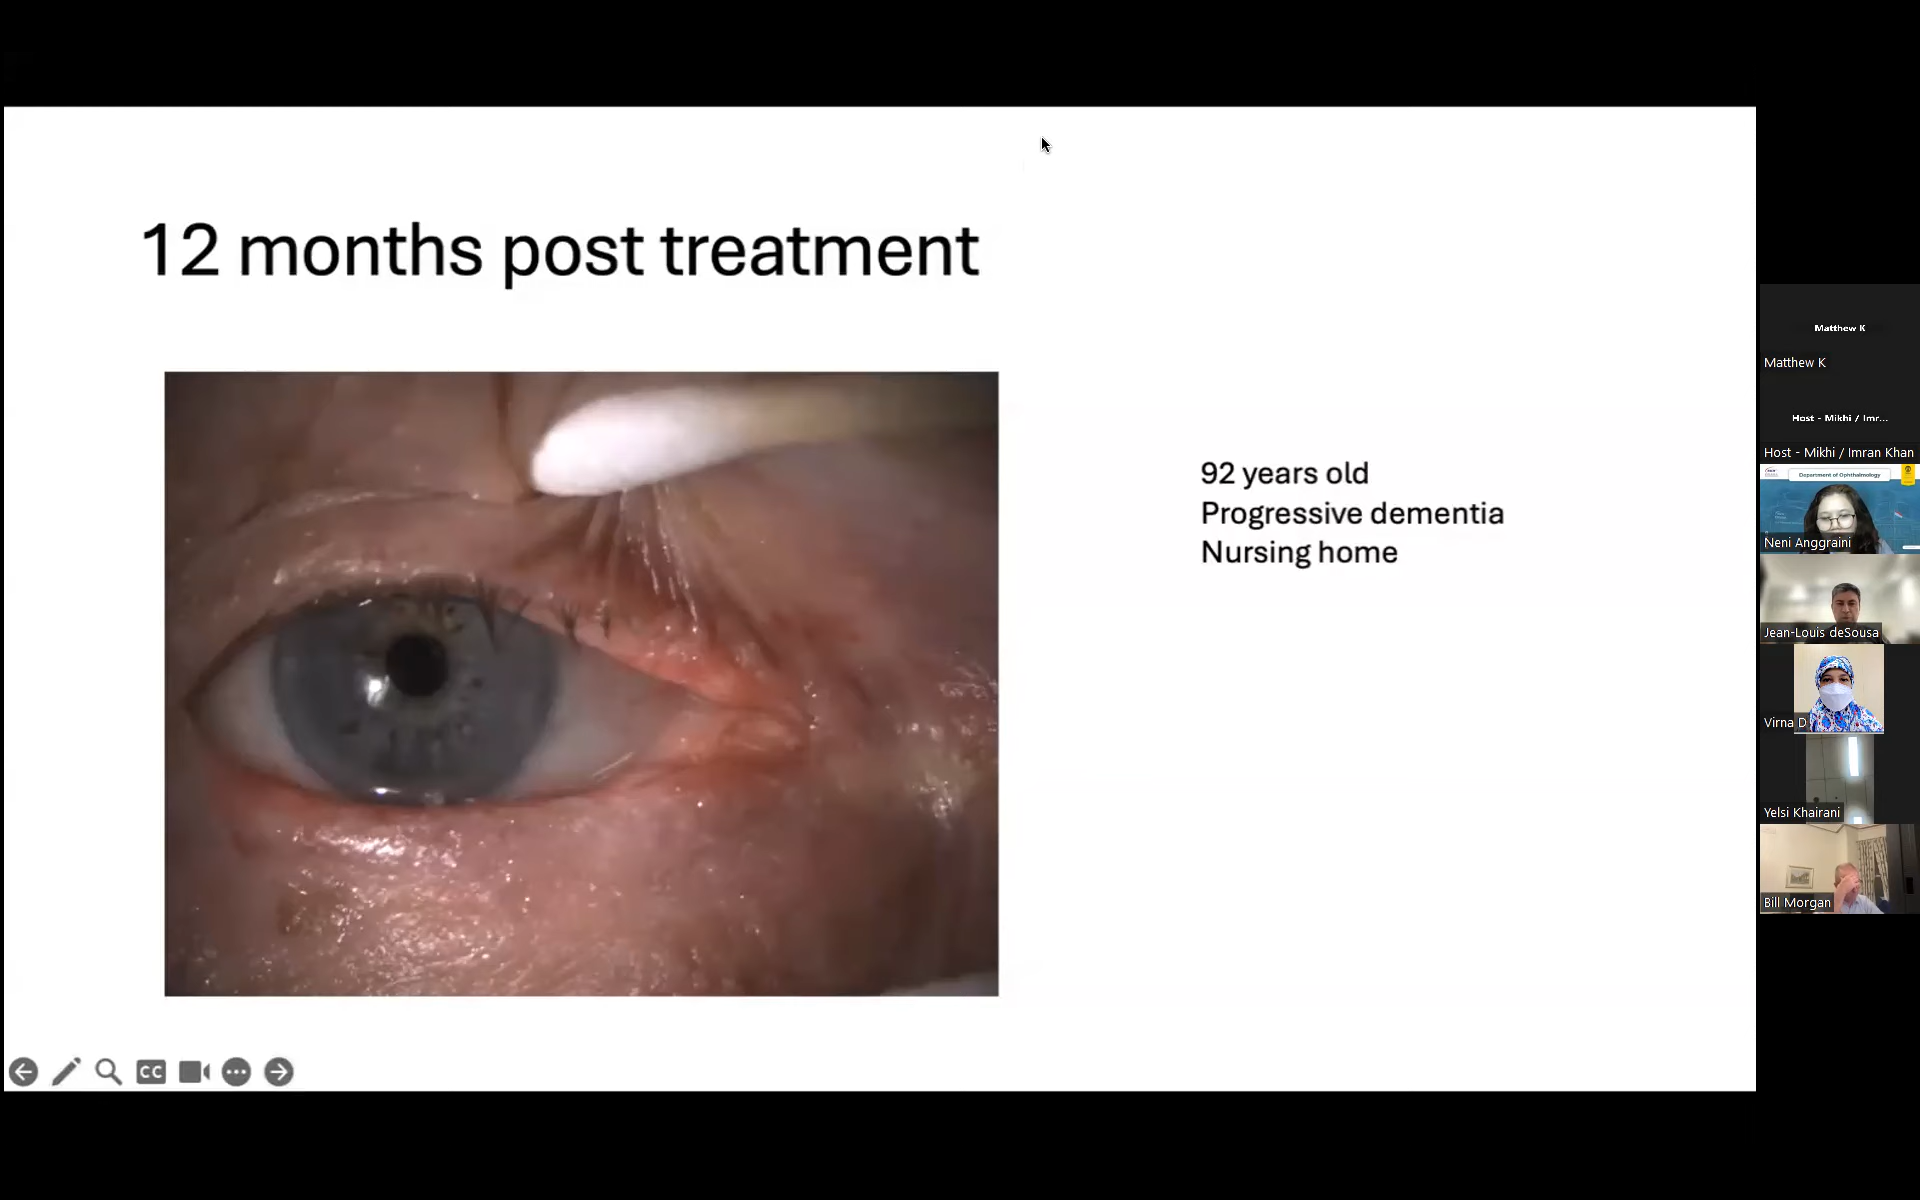 12 months post treatment
92 years old
Progressive dementia
Nursing home
CC
Matthew K
Matthew K
Host - Mikhi / Imr...
Host - Mikhi / Imran Khan
Department of Ophthalmology
Neni Anggraini
Jean-Louis deSousa
Virna D
Yelsi Khairani
Bill Morgan